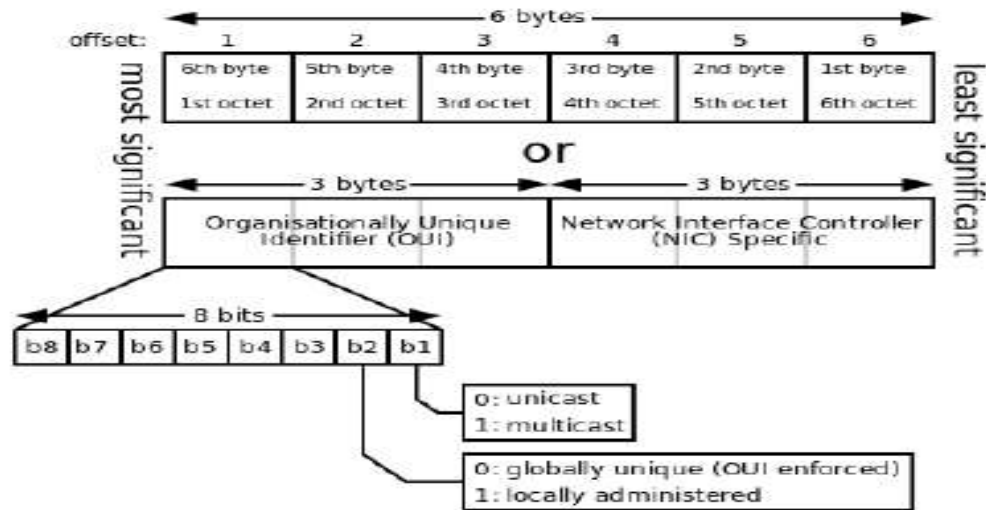 6 bytes
offset: 1 2 3 4 5 6
most significant
6th byte 5th byte 4th byte 3rd byte 2nd byte 1st byte
1st octet 2nd octet 3rd octet 4th octet 5th octet 6th octet
least significant
or
3 bytes 3 bytes
Organisationally Unique
Identifier (OUI)
Network Interface Controller
(NIC) Specific
8 bits
b8 b7 b6 b5 b4 b3 b2 b1
0: unicast
1: multicast
0: globally unique (OUI enforced)
1: locally administered